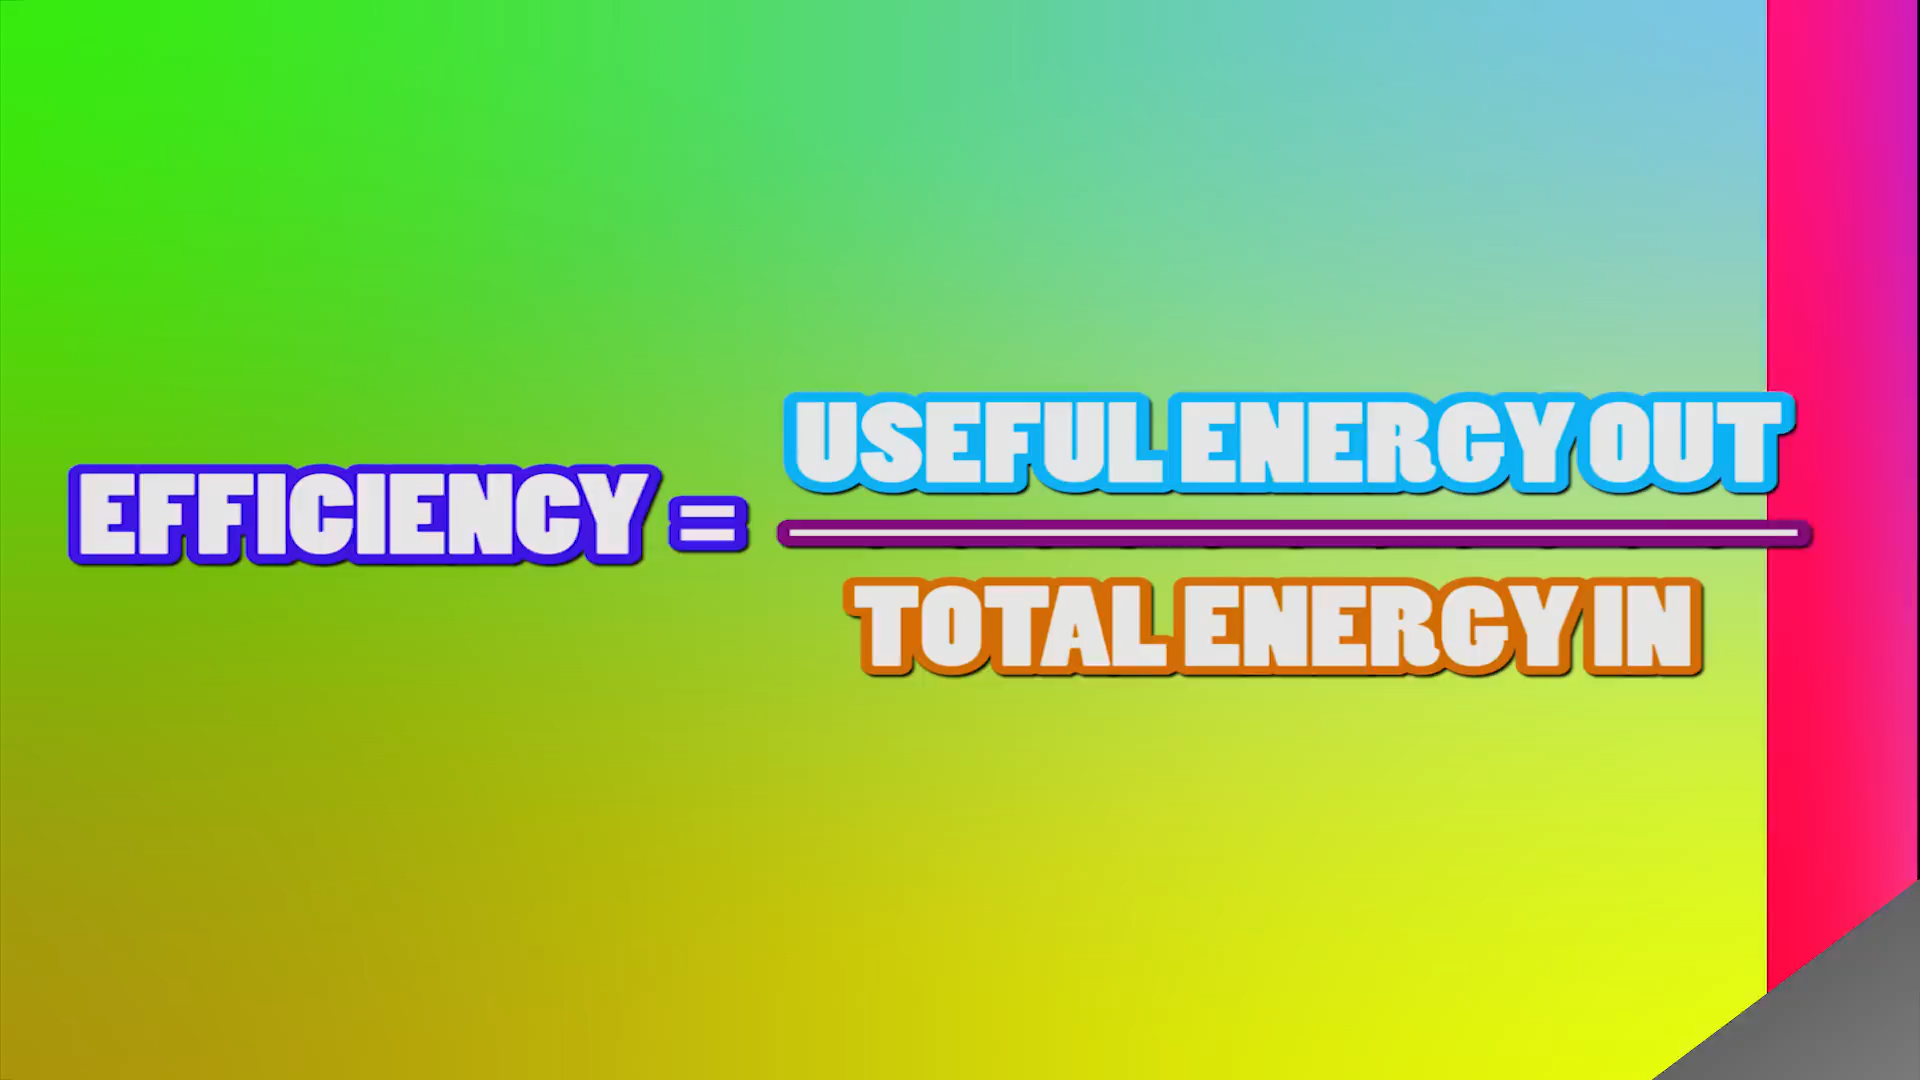 USEFUL ENERGY OUT
EFFICIENCY =
TOTAL ENERGY IN